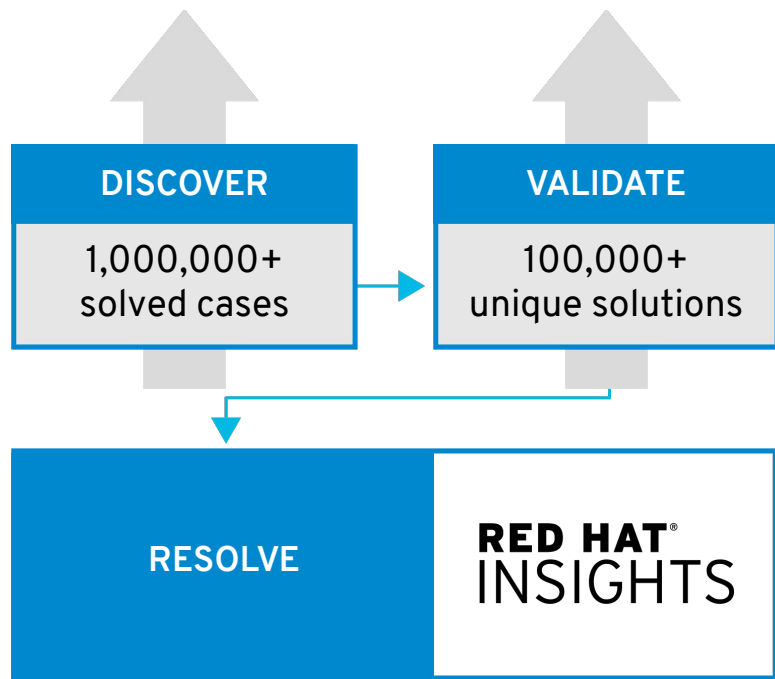 DISCOVER
1,000,000+
solved cases
VALIDATE
100,000+
unique solutions
RESOLVE
RED HAT®
INSIGHTS